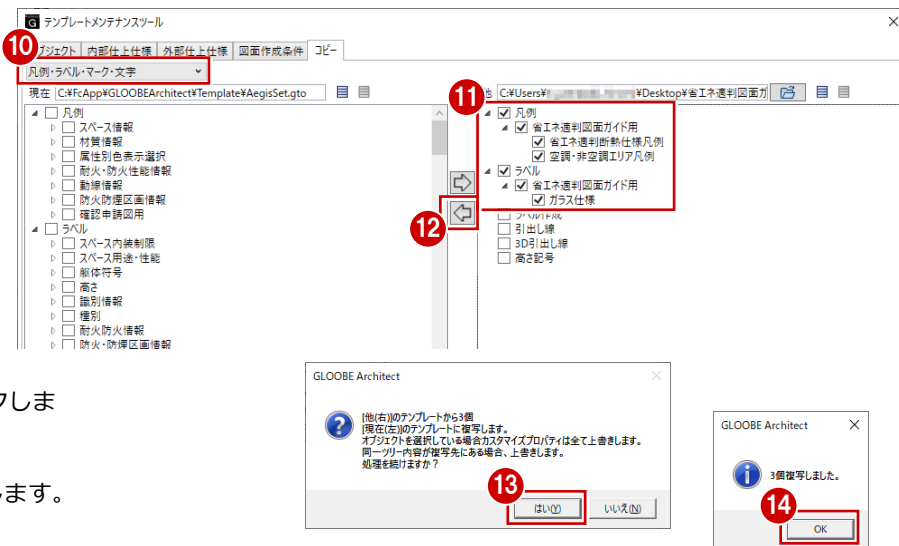 G テンプレートメンテナンスツール
ブジェクト 内部仕上仕様 外部仕上仕様 図面作成条件 コピー
10
凡例・ラベル・マーク・文字
現在 C:¥FcApp¥GLOOBEArchitect¥Template¥AegisSet.gto
凡例
スペース情報
材質情報
属性別色表示選択
耐火・防火性能情報
動線情報
防火防煙区画情報
確認申請図用
ラベル
スペース内装制限
スペース用途・性能
躯体符号
高さ
識別情報
種別
耐火防火情報
防火・防煙区画情報
11
他 C:¥Users¥ ¥Desktop¥省エネ適判図面ガ
凡例
省エネ適判図面ガイド用
省エネ適判断熱仕様凡例
空調・非空調エリア凡例
ラベル
省エネ適判図面ガイド用
ガラス仕様
ラベル作成
引出し線
3D引出し線
高さ記号
12
クしま
します。
GLOOBE Architect
[他(右)]のテンプレートから3個
[現在(左)]のテンプレートに複写します。
オブジェクトを選択している場合カスタマイズプロパティは全て上書きします。
同一ツリー内容が複写先にある場合、上書きします。
処理を続けますか？
13
はい(Y) いいえ(N)
GLOOBE Architect
3個複写しました。
14
OK